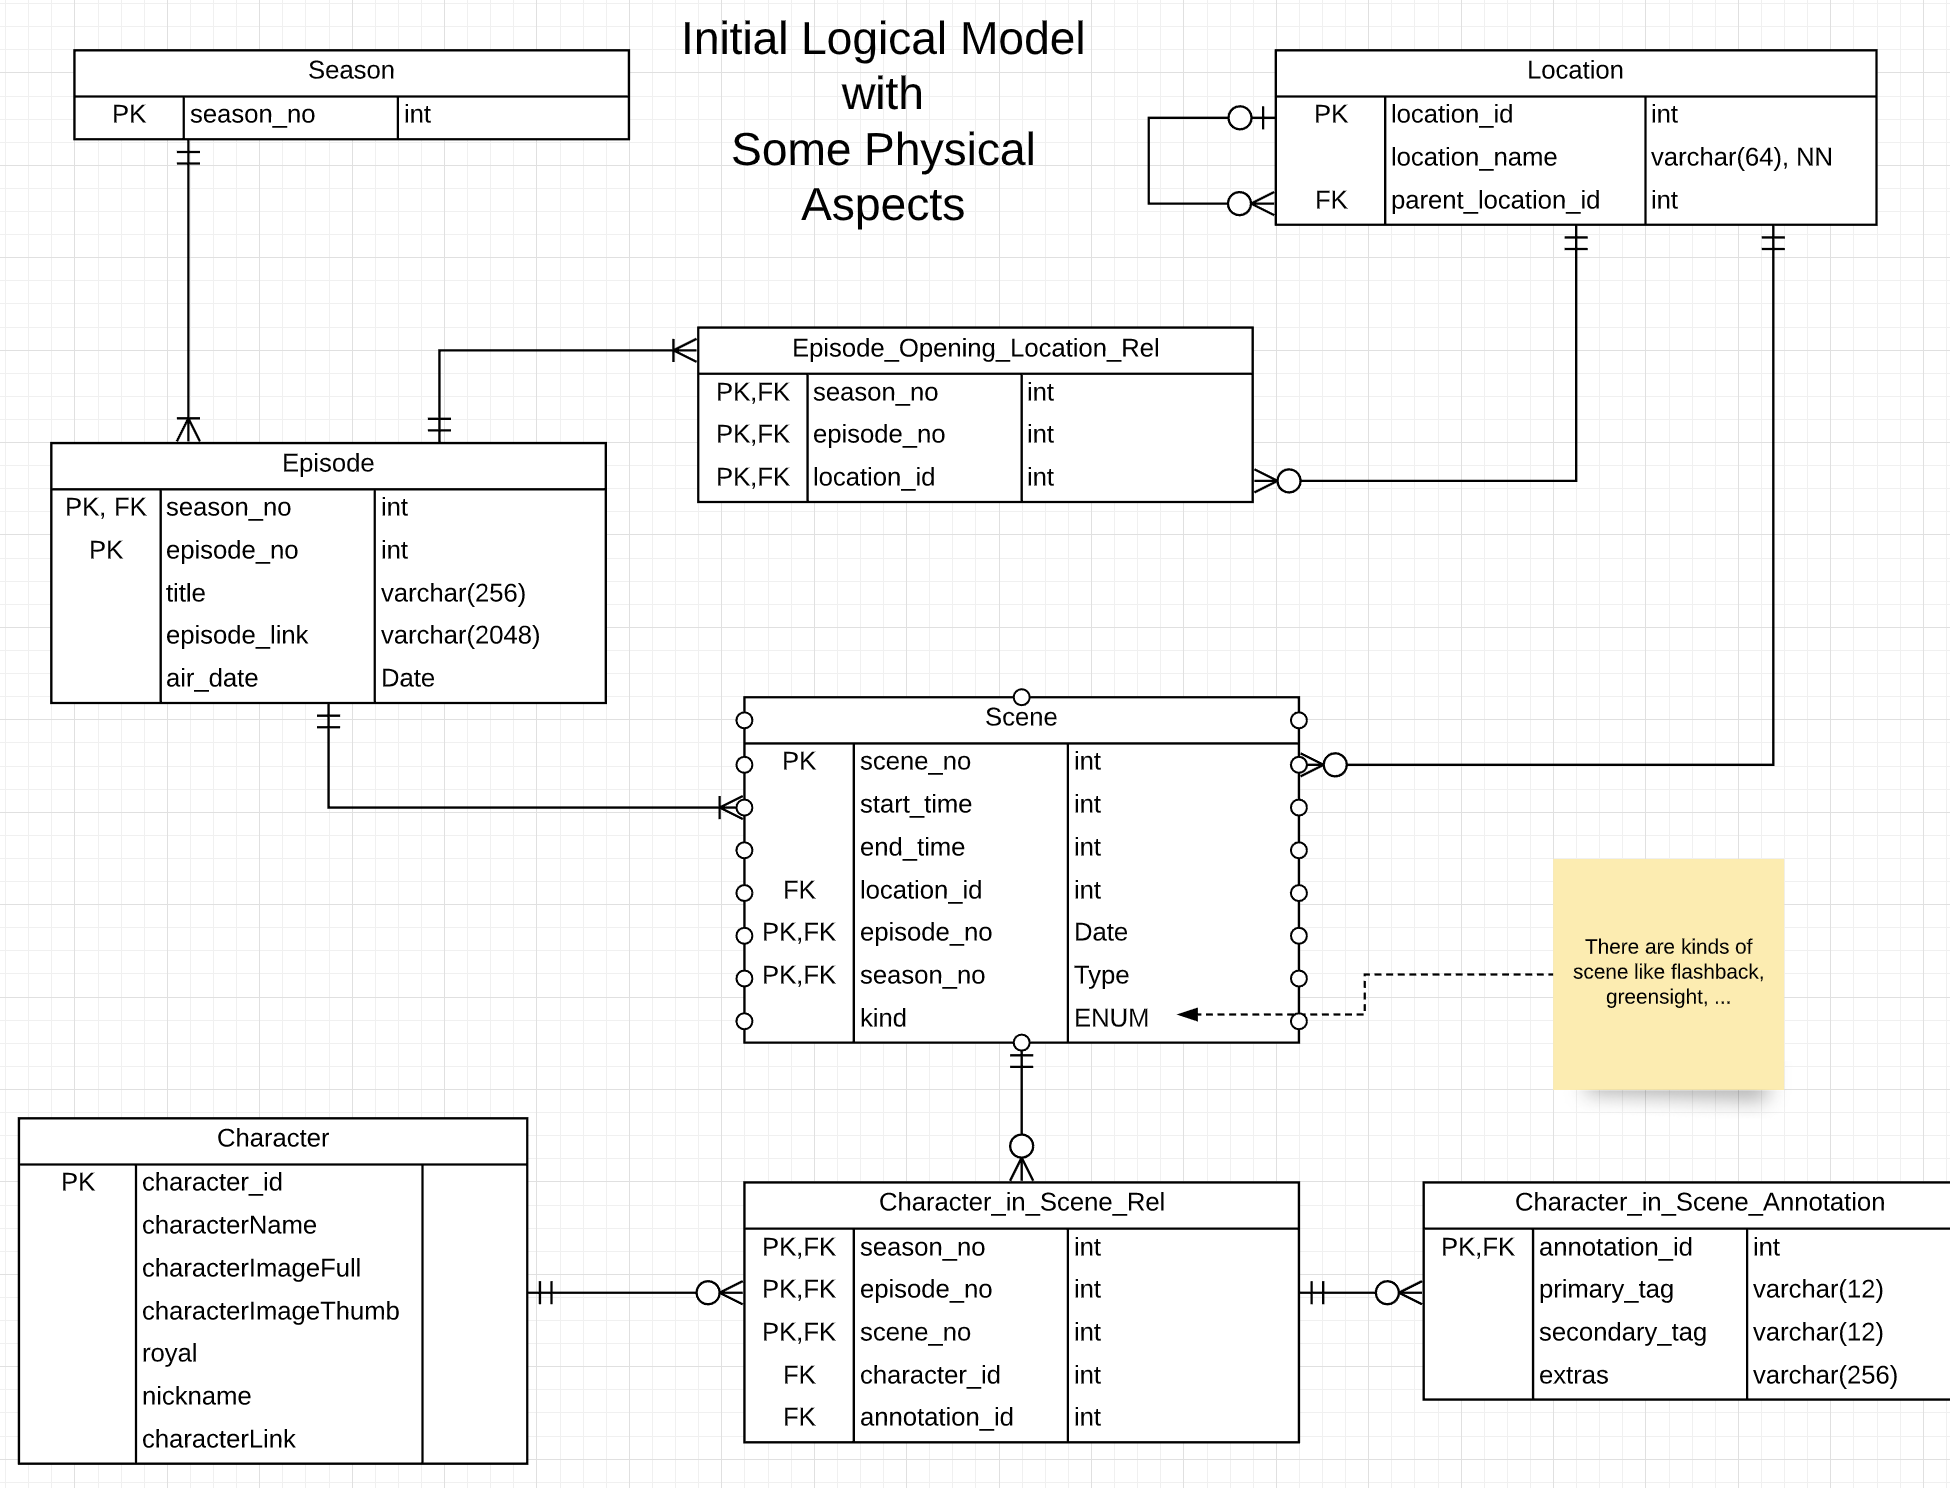 Initial Logical Model
with
Some Physical
Aspects
Season
PK season_no int
Location
PK location_id int
location_name varchar(64), NN
FK parent_location_id int
Episode_Opening_Location_Rel
PK,FK season_no int
PK,FK episode_no int
PK,FK location_id int
Episode
PK, FK season_no int
PK episode_no int
title varchar(256)
episode_link varchar(2048)
air_date Date
Scene
PK scene_no int
start_time int
end_time int
FK location_id int
PK,FK episode_no Date
PK,FK season_no Type
kind ENUM
There are kinds of
scene like flashback,
greensight, ...
Character
PK character_id
characterName
characterImageFull
characterImageThumb
royal
nickname
characterLink
Character_in_Scene_Rel
PK,FK season_no int
PK,FK episode_no int
PK,FK scene_no int
FK character_id int
FK annotation_id int
Character_in_Scene_Annotation
PK,FK annotation_id int
primary_tag varchar(12)
secondary_tag varchar(12)
extras varchar(256)